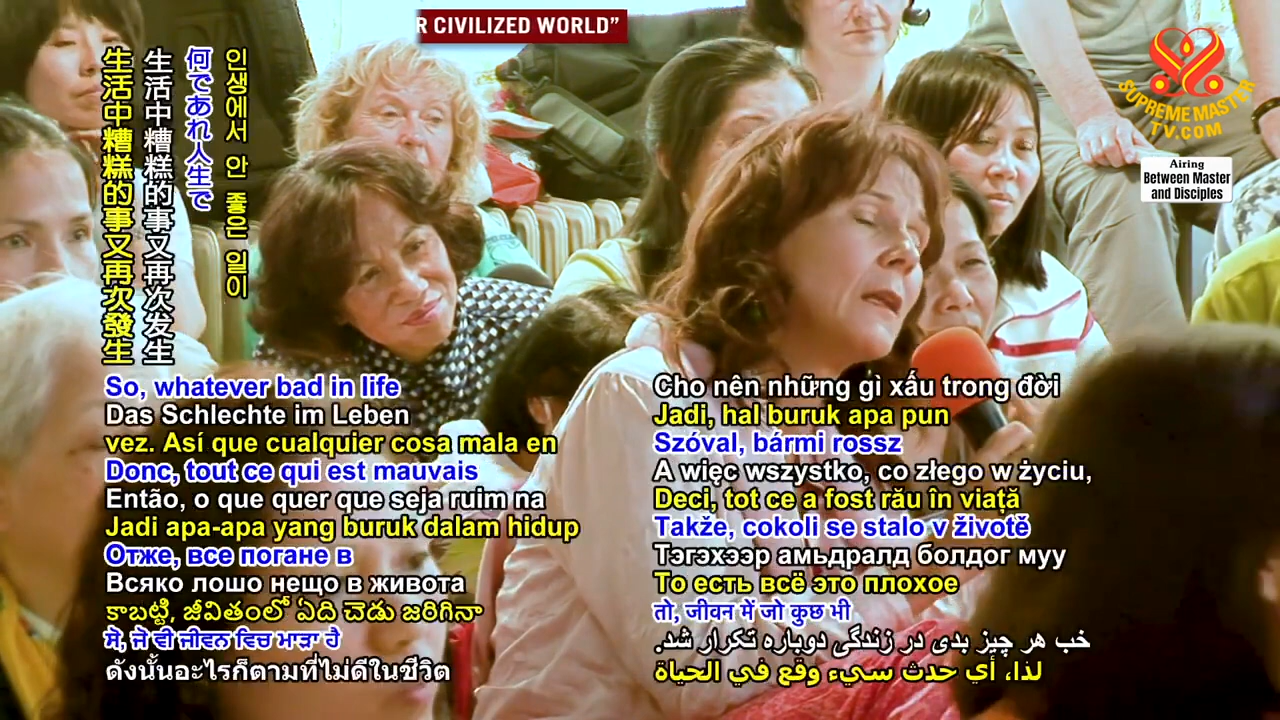 R CIVILIZED WORLD”
SUPREME MASTER
TV.COM
Airing
Between Master
and Disciples
인생에서 안 좋은 일이
何であれ人生で
生活中糟糕的事又再次发生
生活中糟糕的事又再次發生
So, whatever bad in life
Das Schlechte im Leben
vez. Así que cualquier cosa mala en
Donc, tout ce qui est mauvais
Então, o que quer que seja ruim na
Jadi apa-apa yang buruk dalam hidup
Отже, все погане в
Всяко лошо нещо в живота
కాబట్టి, జీవితంలో ఏది చెడు జరిగినా
ਸੋ, ਜੋ ਵੀ ਜੀਵਨ ਵਿਚ ਮਾੜਾ ਹੈ
ดังนั้นอะไรก็ตามที่ไม่ดีในชีวิต
Cho nên những gì xấu trong đời
Jadi, hal buruk apa pun
Szóval, bármi rossz
A więc wszystko, co złego w życiu,
Deci, tot ce a fost rău în viață
Takže, cokoli se stalo v životě
Тэгэхээр амьдралд болдог муу
То есть всё это плохое
तो, जीवन में जो कुछ भी
خب هر چیز بدی در زندگی دوباره تکرار شد.
لذا، أي حدث سيء وقع في الحياة